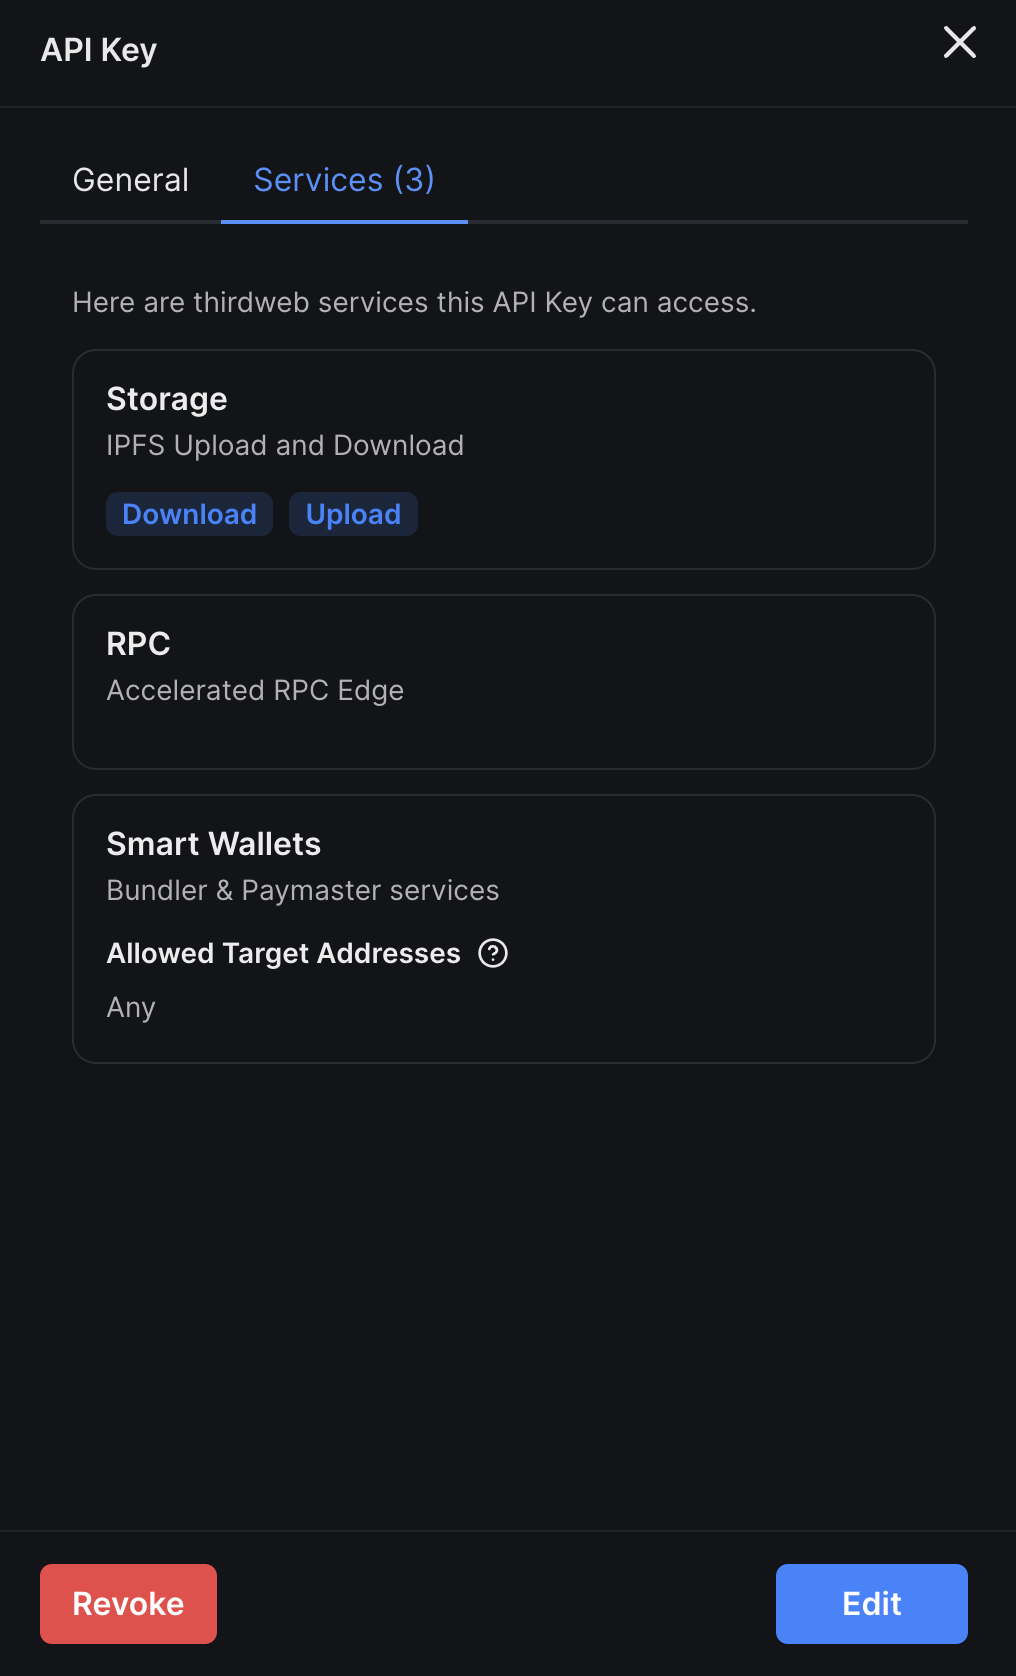 API Key
General
Services (3)
Here are thirdweb services this API Key can access.
Storage
IPFS Upload and Download
Download Upload
RPC
Accelerated RPC Edge
Smart Wallets
Bundler & Paymaster services
Allowed Target Addresses ?
Any
Revoke
Edit